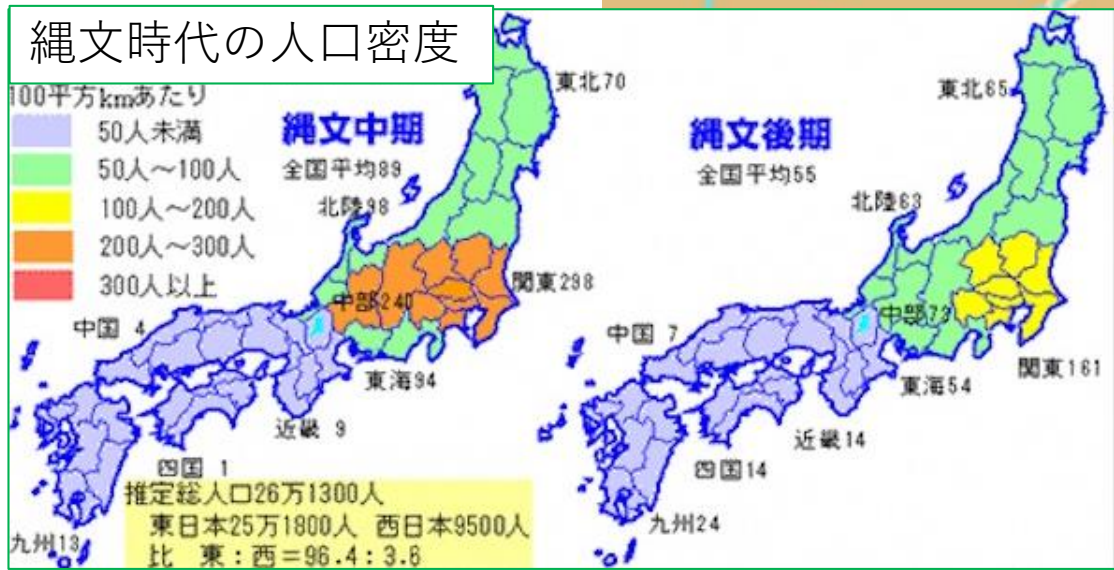 縄文時代の人口密度
100平方kmあたり
50人未満
50人～100人
100人～200人
200人～300人
300人以上
縄文中期
全国平均89
東北70
北陸98
関東298
中部240
東海94
中国 4
近畿 9
四国 1
九州13
推定総人口26万1300人
東日本25万1800人 西日本9500人
比 東：西＝96.4：3.6
縄文後期
全国平均55
東北65
北陸63
中部73
関東161
東海54
中国 7
近畿14
四国14
九州24